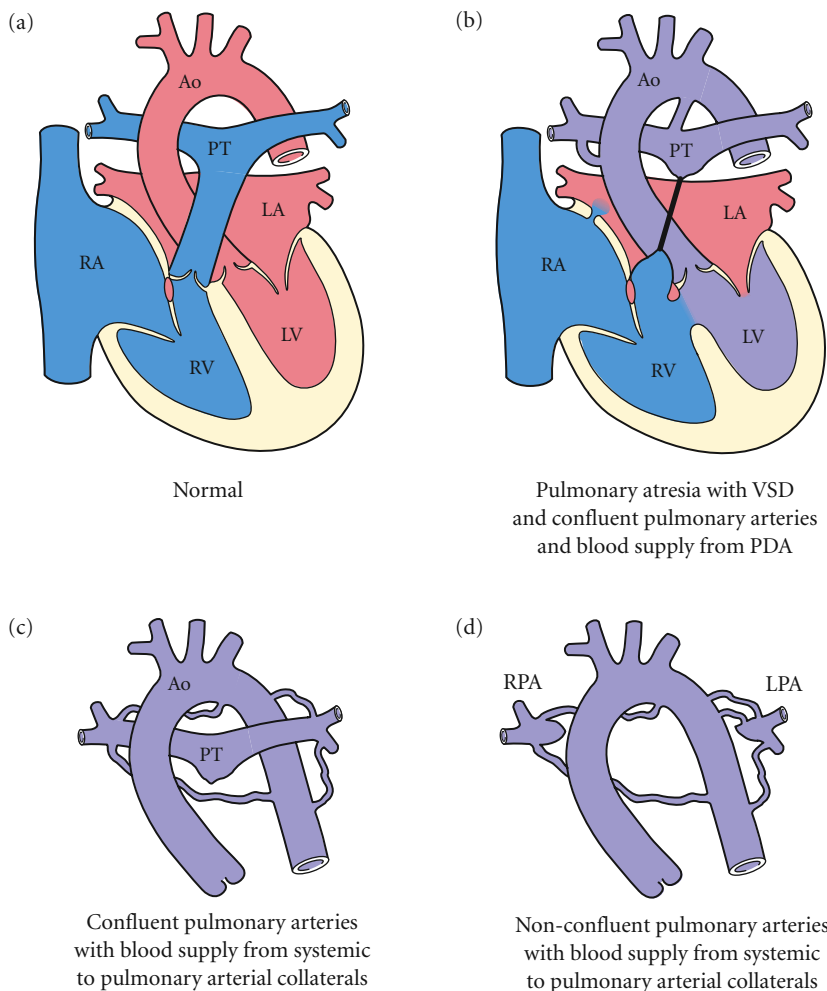 (a)
Ao
PT
LA
RA
LV
RV
Normal
(b)
Ao
PT
LA
RA
LV
RV
Pulmonary atresia with VSD
and confluent pulmonary arteries
and blood supply from PDA
(c)
Ao
PT
Confluent pulmonary arteries
with blood supply from systemic
to pulmonary arterial collaterals
(d)
RPA
LPA
Non-confluent pulmonary arteries
with blood supply from systemic
to pulmonary arterial collaterals